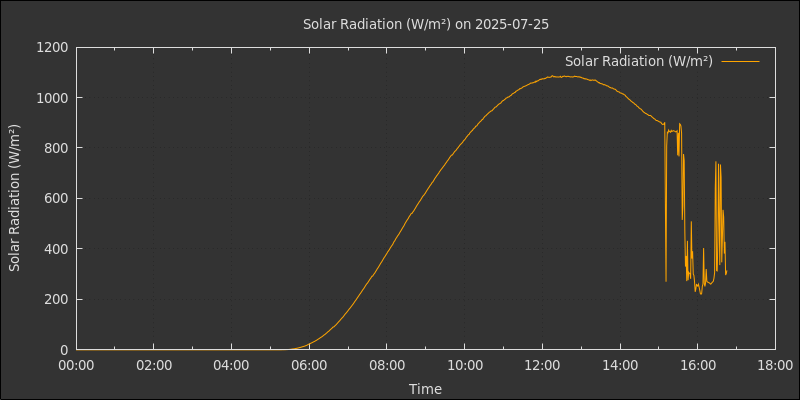 Solar Radiation (W/m²) on 2025-07-25
Solar Radiation (W/m²)
Solar Radiation (W/m²)
1200
1000
800
600
400
200
0
00:00 02:00 04:00 06:00 08:00 10:00 12:00 14:00 16:00 18:00
Time